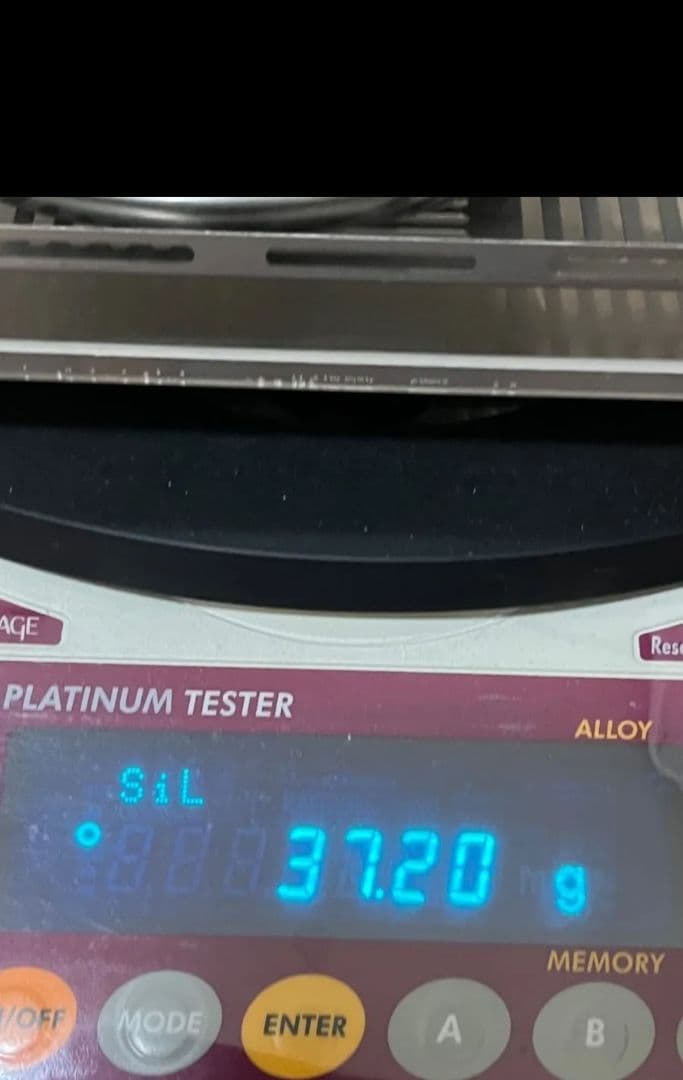 AGE
Rese
PLATINUM TESTER
ALLOY
SiL
37.20 g
MEMORY
I/OFF
MODE
ENTER
A
B